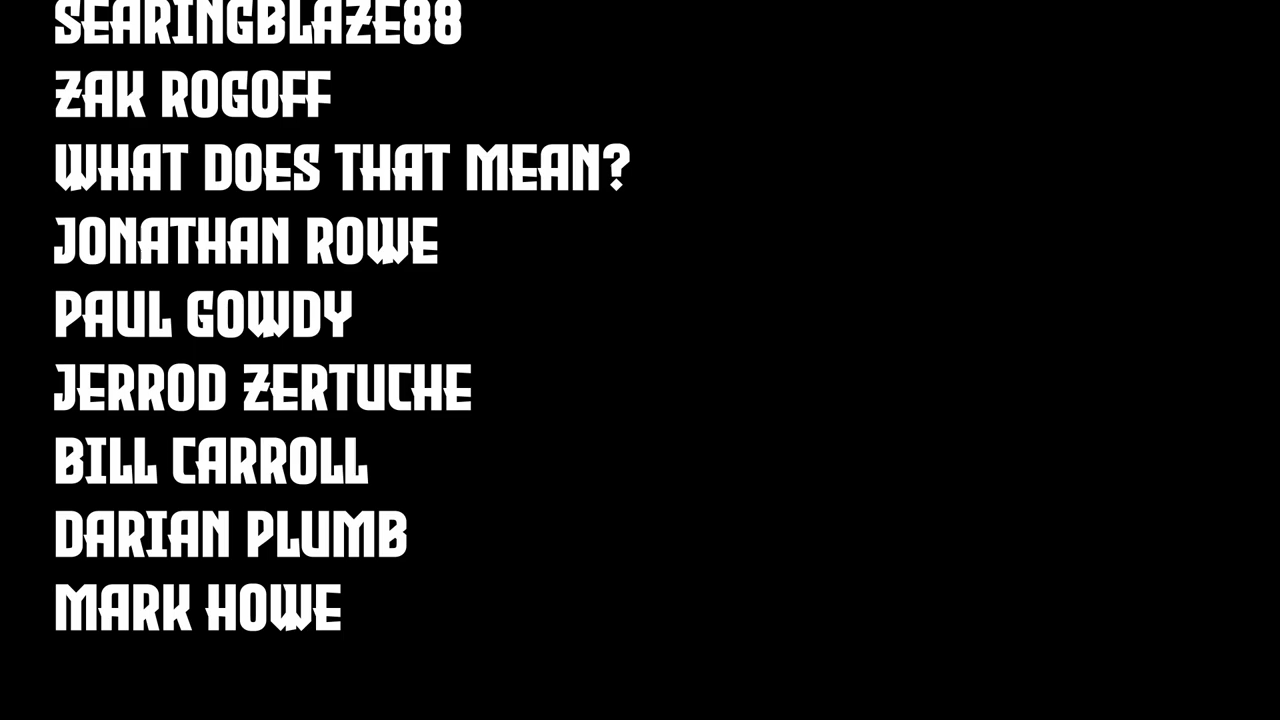 SEARINGBLAZE88
ZAK ROGOFF
WHAT DOES THAT MEAN?
JONATHAN ROWE
PAUL GOWDY
JERROD ZERTUCHE
BILL CARROLL
DARIAN PLUMB
MARK HOWE